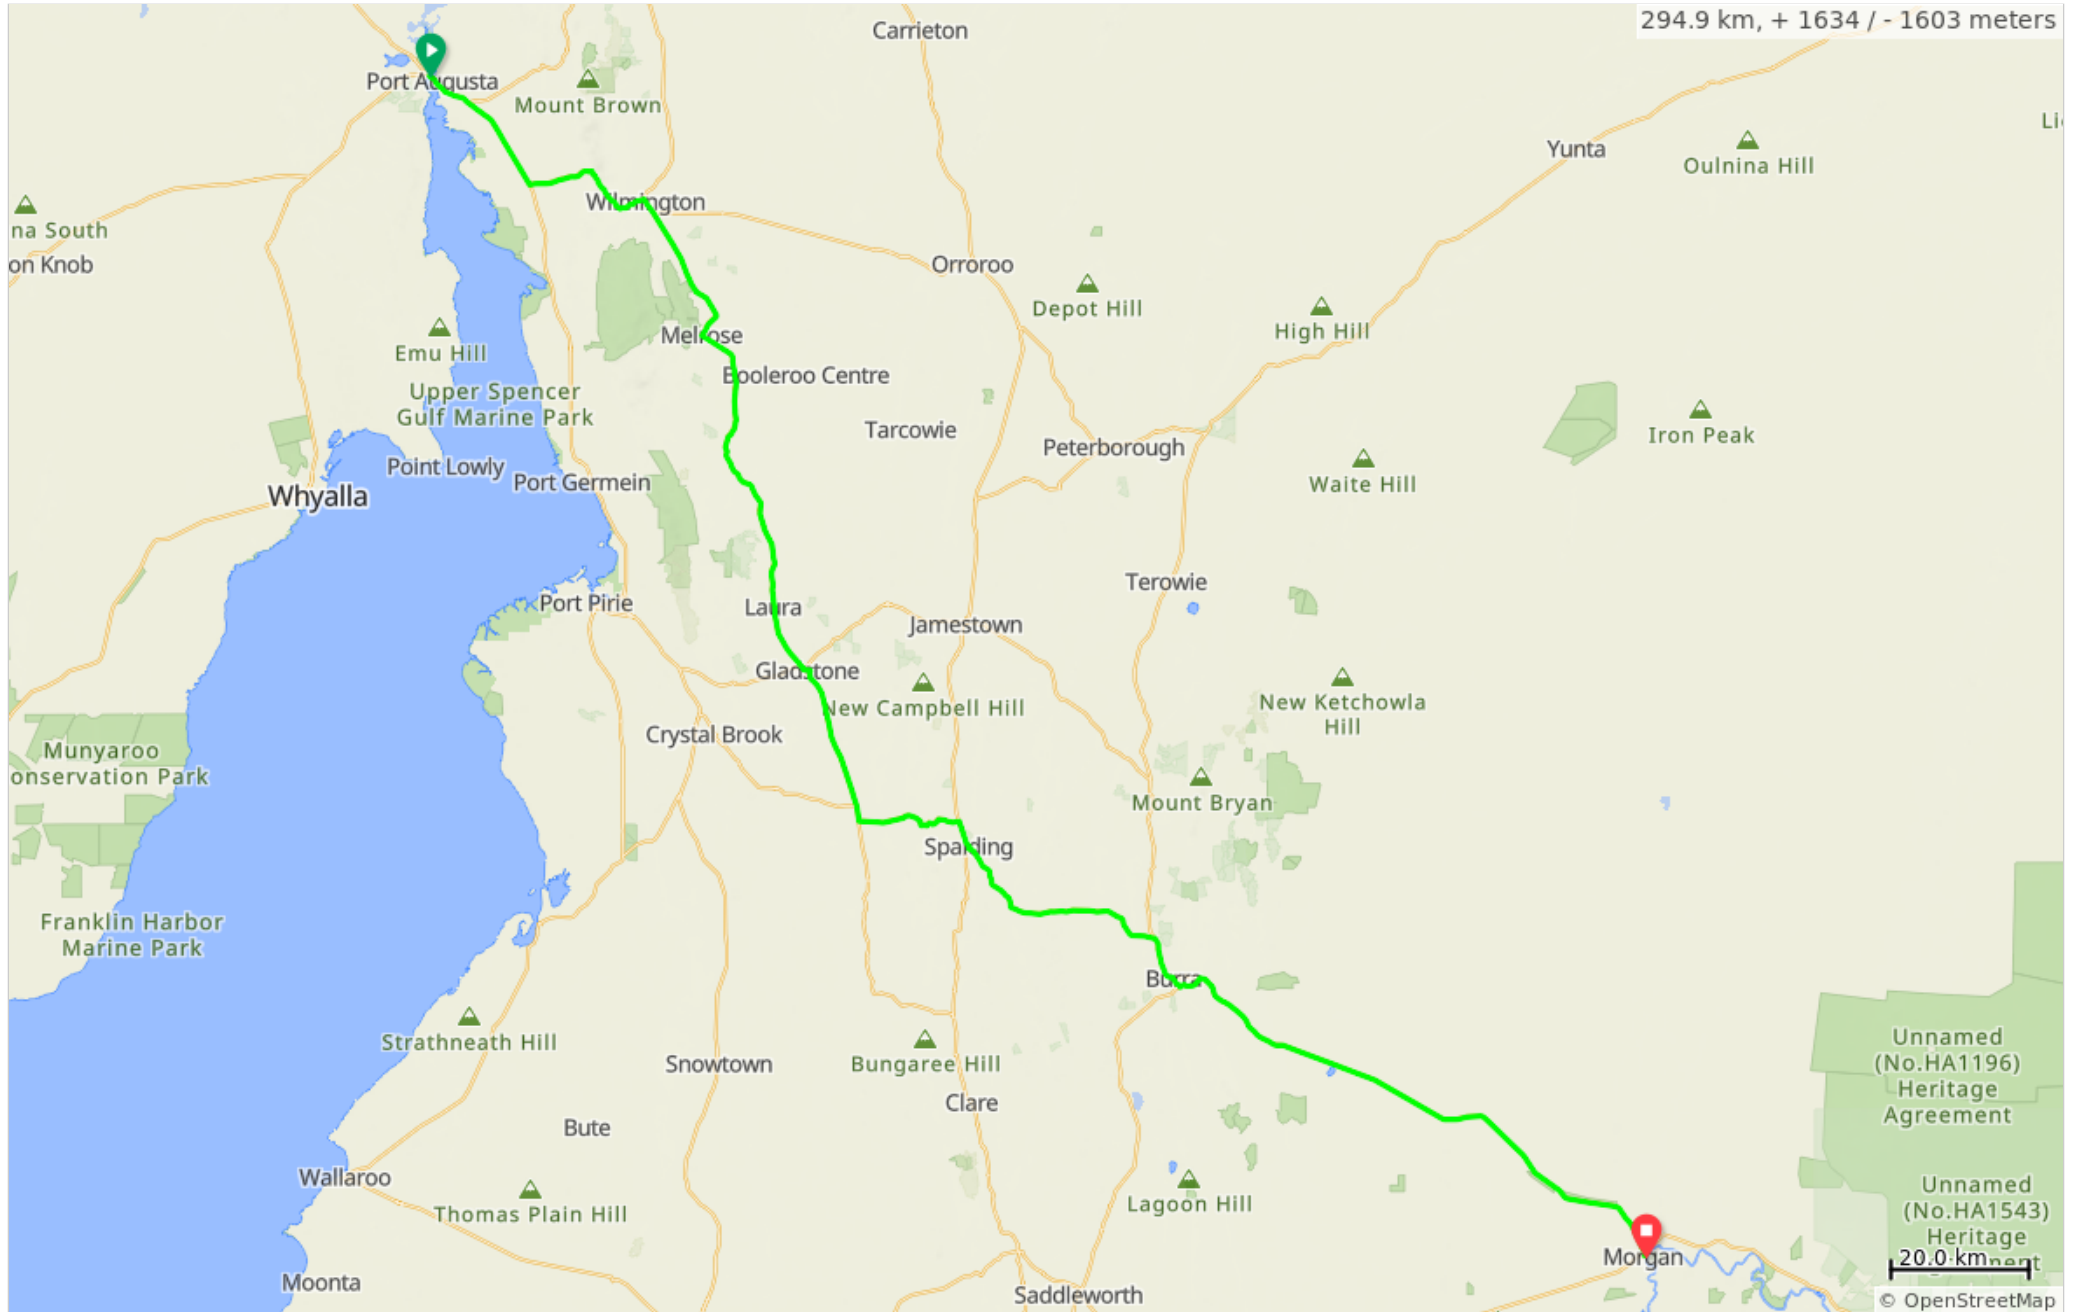 294.9 km, + 1634 / - 1603 meters
Carrieton
Port Augusta
Mount Brown
Li
Yunta
Oulnina Hill
Wilmington
na South
on Knob
Orroroo
Depot Hill
High Hill
Melrose
Emu Hill
Booleroo Centre
Upper Spencer
Gulf Marine Park
Tarcowie
Iron Peak
Peterborough
Point Lowly
Port Germein
Waite Hill
Whyalla
Terowie
Port Pirie
Laura
Jamestown
Gladstone
New Campbell Hill
New Ketchowla
Hill
Crystal Brook
Munyaroo
onservation Park
Mount Bryan
Spalding
Franklin Harbor
Marine Park
Burra
Strathneath Hill
Snowtown
Bungaree Hill
Unnamed
(No.HA1196)
Heritage
Agreement
Clare
Bute
Wallaroo
Thomas Plain Hill
Lagoon Hill
Unnamed
(No.HA1543)
Heritage
Morgan
20.0 km
ment
Moonta
Saddleworth
© OpenStreetMap